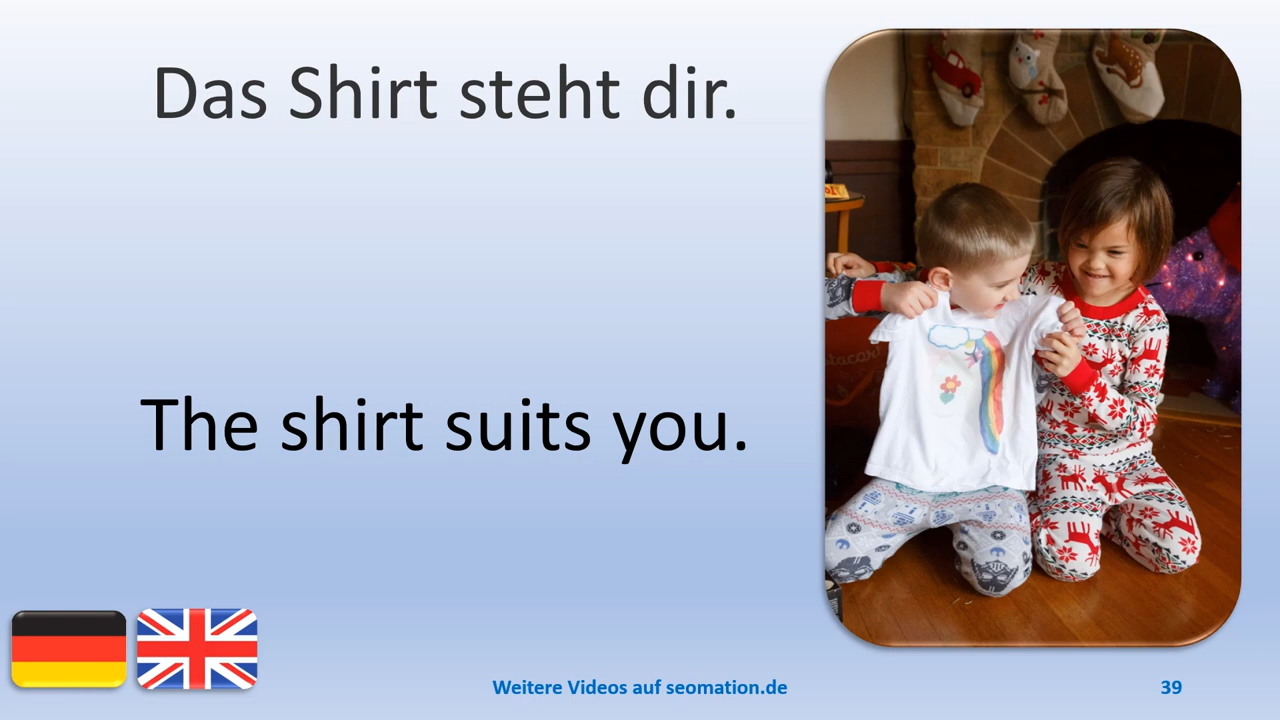 Das Shirt steht dir.
The shirt suits you.
Weitere Videos auf seomation.de
39